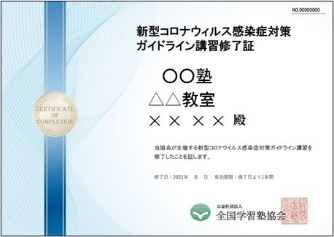 NO.00000000
新型コロナウィルス感染症対策
ガイドライン講習修了証
CERTIFICATE
OF
COMPLETION
〇〇塾
△△教室
×× ×× 殿
当協会が主催する新型コロナウイルス感染症対策ガイドライン講習を
修了したことを証します。
修了日：2021年　月　日　有効期限：修了日より1年間
公益社団法人
全国学習塾協会